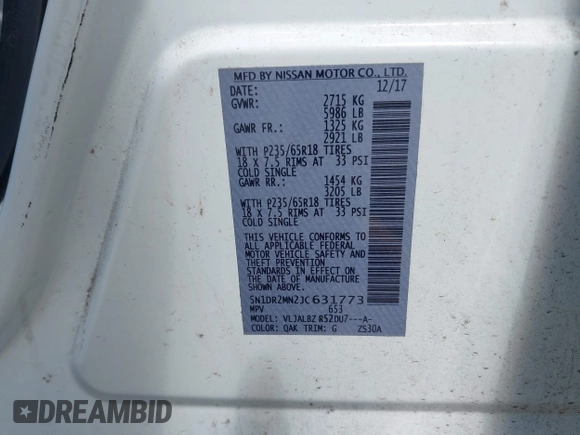 MFD BY NISSAN MOTOR CO., LTD.
DATE: 12/17
GVWR: 2715 KG
5986 LB
GAWR FR.: 1325 KG
2921 LB
WITH P235/65R18 TIRES
18 X 7.5 RIMS AT 33 PSI
COLD SINGLE
GAWR RR.: 1454 KG
3205 LB
WITH P235/65R18 TIRES
18 X 7.5 RIMS AT 33 PSI
COLD SINGLE
THIS VEHICLE CONFORMS TO
ALL APPLICABLE FEDERAL
MOTOR VEHICLE SAFETY AND
THEFT PREVENTION
STANDARDS IN EFFECT ON
THE DATE OF MANUFACTURE
SHOWN ABOVE.
5N1DR2MN2JC631773
MPV 653
MODEL: VLJALBZ R52DU7---A-
COLOR: QAK TRIM: G ZS30A
DREAMBID